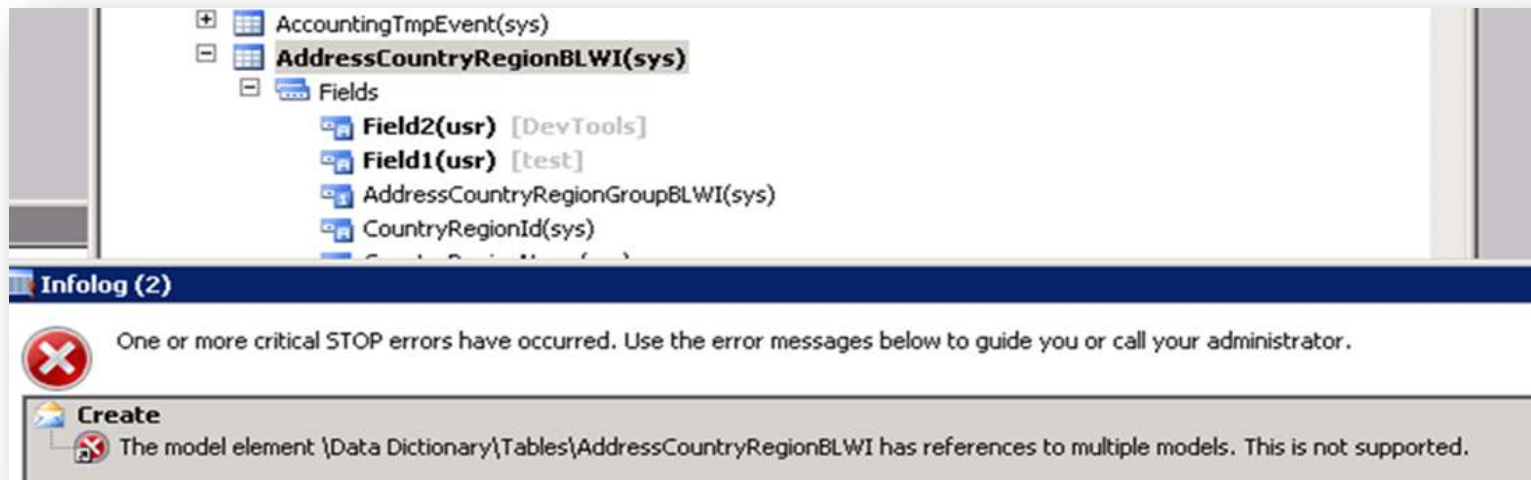 AccountingTmpEvent(sys)
AddressCountryRegionBLWI(sys)
Fields
Field2(usr) [DevTools]
Field1(usr) [test]
AddressCountryRegionGroupBLWI(sys)
CountryRegionId(sys)
Infolog (2)
One or more critical STOP errors have occurred. Use the error messages below to guide you or call your administrator.
Create
The model element \Data Dictionary\Tables\AddressCountryRegionBLWI has references to multiple models. This is not supported.